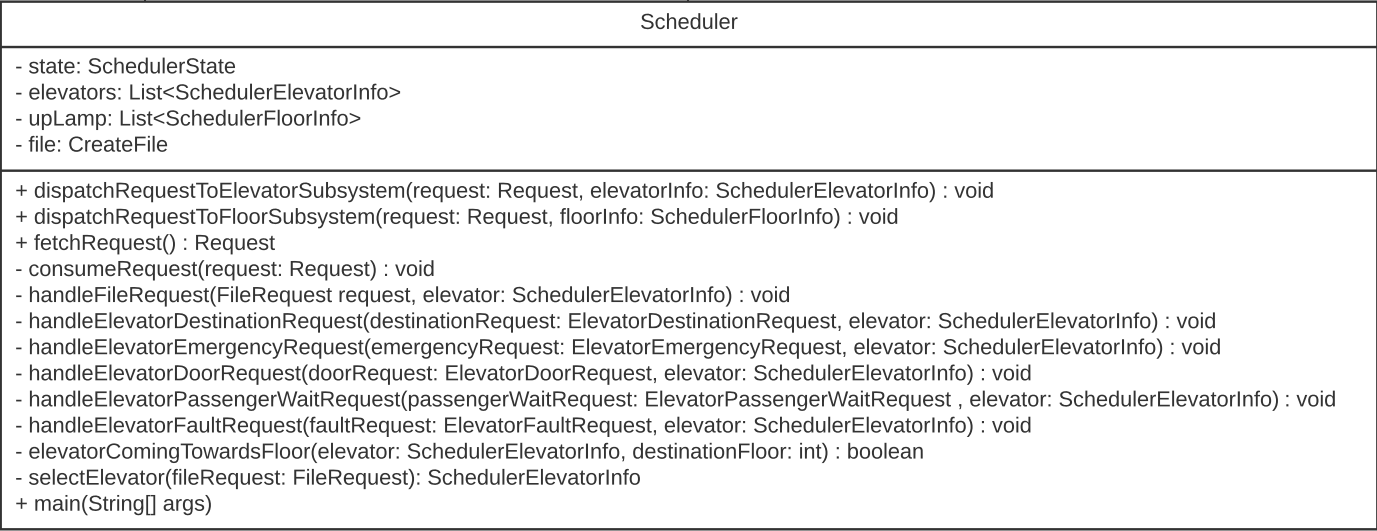 Scheduler
- state: SchedulerState
- elevators: List<SchedulerElevatorInfo>
- upLamp: List<SchedulerFloorInfo>
- file: CreateFile
+ dispatchRequestToElevatorSubsystem(request: Request, elevatorInfo: SchedulerElevatorInfo) : void
+ dispatchRequestToFloorSubsystem(request: Request, floorInfo: SchedulerFloorInfo) : void
+ fetchRequest() : Request
- consumeRequest(request: Request) : void
- handleFileRequest(FileRequest request, elevator: SchedulerElevatorInfo) : void
- handleElevatorDestinationRequest(destinationRequest: ElevatorDestinationRequest, elevator: SchedulerElevatorInfo) : void
- handleElevatorEmergencyRequest(emergencyRequest: ElevatorEmergencyRequest, elevator: SchedulerElevatorInfo) : void
- handleElevatorDoorRequest(doorRequest: ElevatorDoorRequest, elevator: SchedulerElevatorInfo) : void
- handleElevatorPassengerWaitRequest(passengerWaitRequest: ElevatorPassengerWaitRequest , elevator: SchedulerElevatorInfo) : void
- handleElevatorFaultRequest(faultRequest: ElevatorFaultRequest, elevator: SchedulerElevatorInfo) : void
- elevatorComingTowardsFloor(elevator: SchedulerElevatorInfo, destinationFloor: int) : boolean
- selectElevator(fileRequest: FileRequest): SchedulerElevatorInfo
+ main(String[] args)